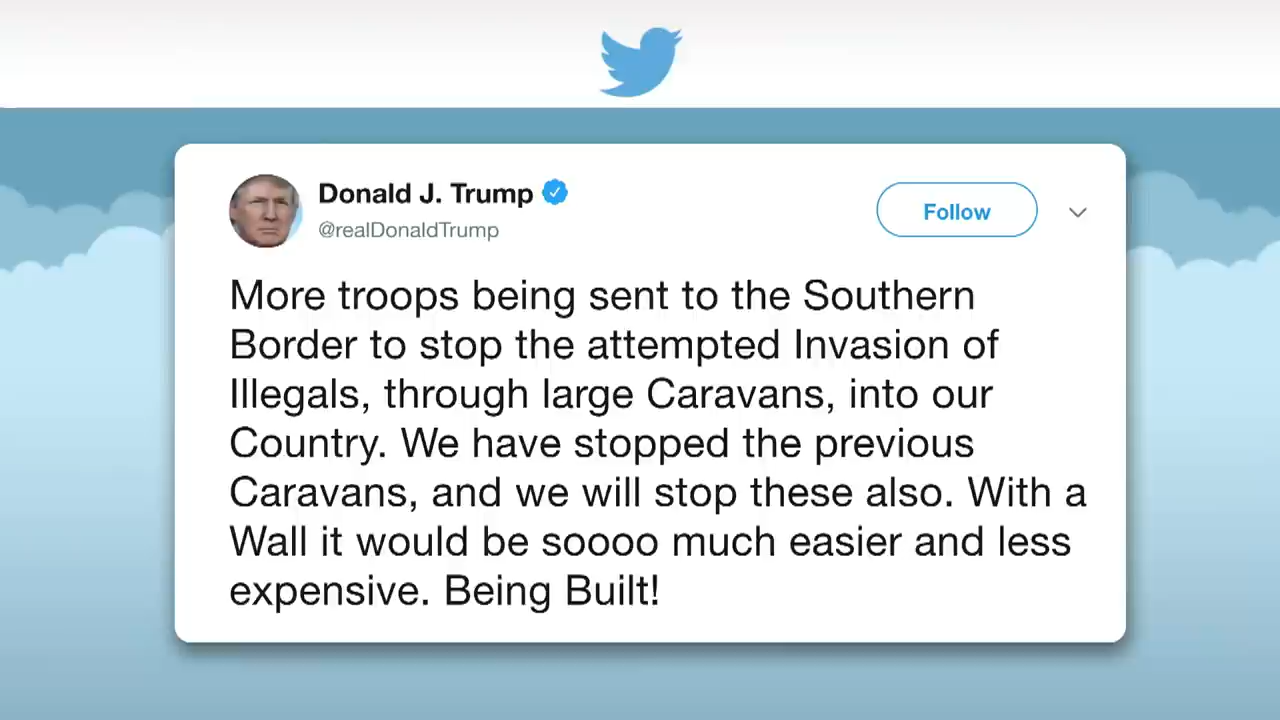 Donald J. Trump
@realDonaldTrump
Follow
More troops being sent to the Southern
Border to stop the attempted Invasion of
Illegals, through large Caravans, into our
Country. We have stopped the previous
Caravans, and we will stop these also. With a
Wall it would be soooo much easier and less
expensive. Being Built!